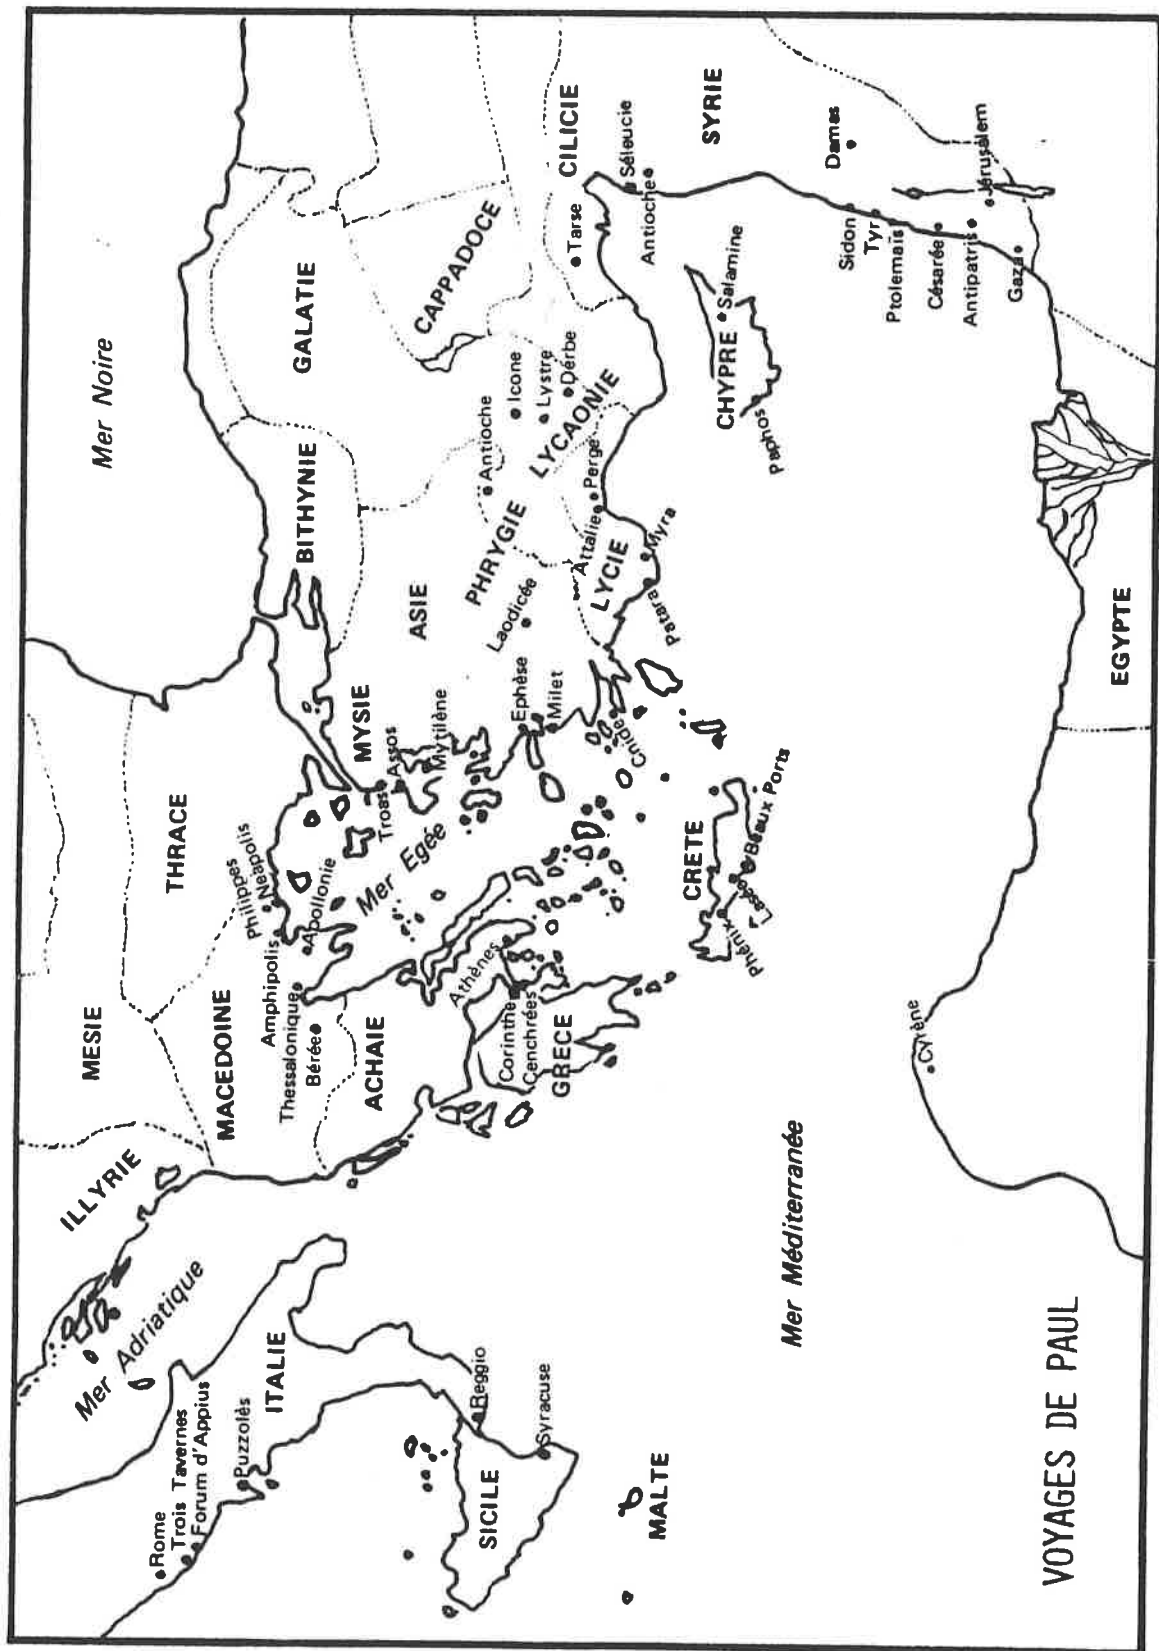 Mer Noire
MESIE
THRACE
ILLYRIE
MACEDOINE
Mer Adriatique
Philippes
Néapolis
Amphipolis
Apollonie
Thessalonique
Bérée
ACHAIE
BITHYNIE
GALATIE
CAPPADOCE
MYSIE
ASIE
PHRYGIE
Antioche
Icone
Lystre
Dérbe
LYCAONIE
CILICIE
Tarse
Séleucie
Antioche
SYRIE
Rome
Trois Tavernes
Forum d'Appius
Puzzolès
ITALIE
Reggio
Syracuse
SICILE
MALTE
Troas
Assos
Mytilène
Mer Egée
Athènes
Corinthe
Cenchrées
GRECE
Ephèse
Milet
Laodicée
Cnide
Attalie
Perge
LYCIE
Patara
Myra
CRETE
Phénix
Lasée
Beaux Ports
CHYPRE
Salamine
Paphos
Damas
Sidon
Tyr
Ptolemaïs
Césarée
Antipatris
Jérusalem
Gaza
Mer Méditerranée
Cyrène
EGYPTE
VOYAGES DE PAUL